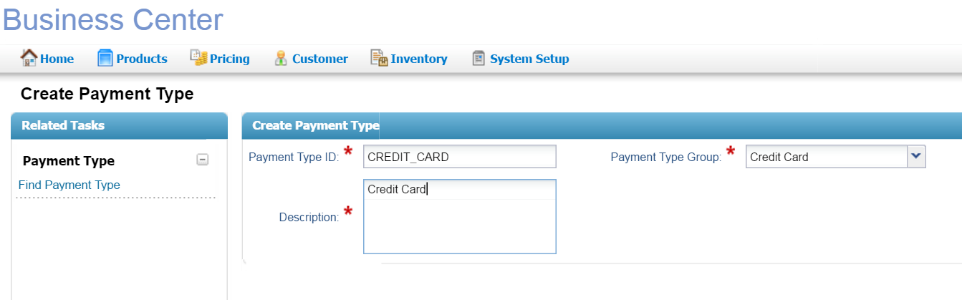 Business Center
Home Products Pricing Customer Inventory System Setup
Create Payment Type
Related Tasks
Payment Type
Find Payment Type
Create Payment Type
Payment Type ID: * CREDIT_CARD Payment Type Group: * Credit Card
Description: * Credit Card